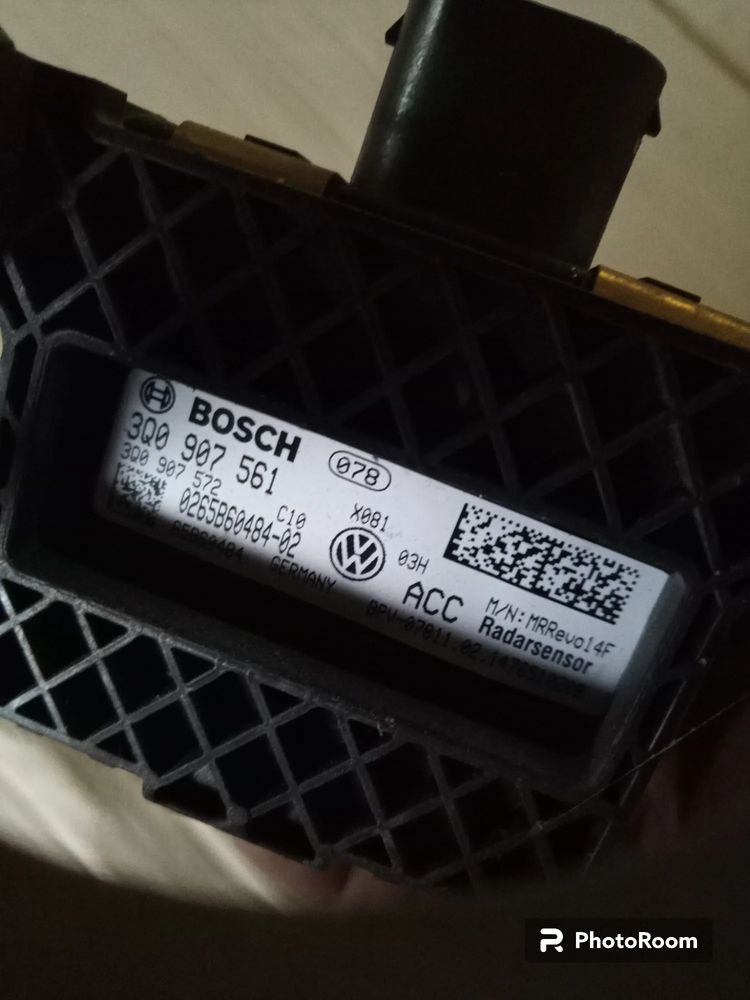 BOSCH
3Q0 907 561
078
3Q0 907 572
C10
X081
0265B60484-02
03H
GERMANY
ACC
M/N: MRRevo14F
Radarsensor
PhotoRoom